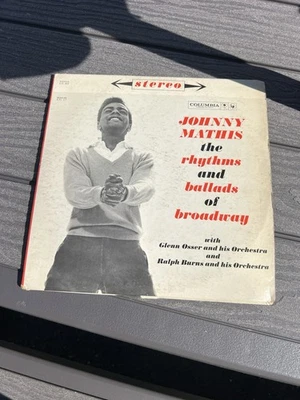 stereo
COLUMBIA
JOHNNY
MATHIS
the
rhythms
and
ballads
of
broadway
with
Glenn Osser and his Orchestra
and
Ralph Burns and his Orchestra